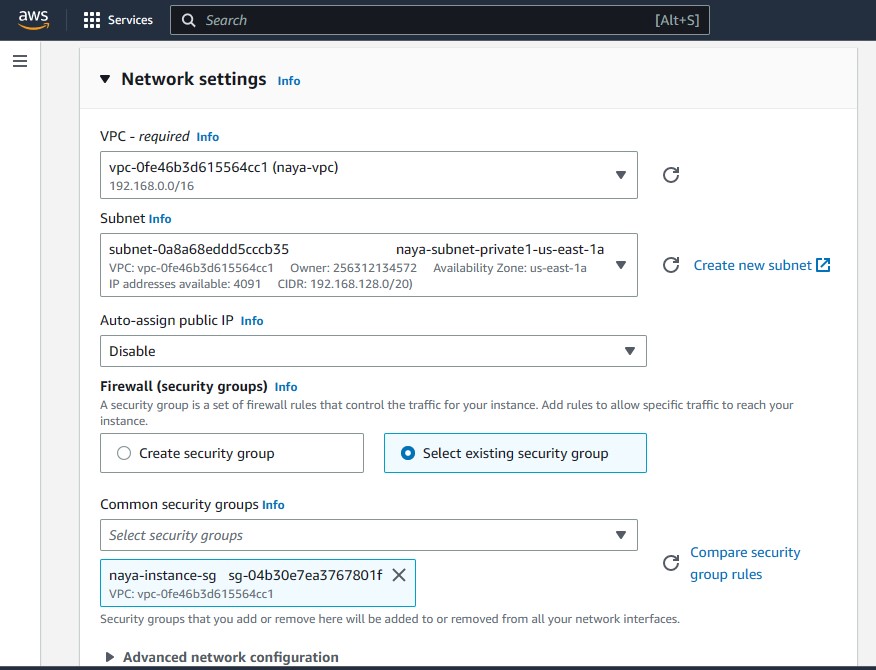 aws Services Search [Alt+S]
Network settings Info
VPC - required Info
vpc-0fe46b3d615564cc1 (naya-vpc)
192.168.0.0/16
Subnet Info
subnet-0a8a68eddd5cccb35 naya-subnet-private1-us-east-1a
VPC: vpc-0fe46b3d615564cc1 Owner: 256312134572 Availability Zone: us-east-1a
IP addresses available: 4091 CIDR: 192.168.128.0/20)
Create new subnet
Auto-assign public IP Info
Disable
Firewall (security groups) Info
A security group is a set of firewall rules that control the traffic for your instance. Add rules to allow specific traffic to reach your
instance.
Create security group Select existing security group
Common security groups Info
Select security groups
naya-instance-sg sg-04b30e7ea3767801f
VPC: vpc-0fe46b3d615564cc1
Compare security
group rules
Security groups that you add or remove here will be added to or removed from all your network interfaces.
Advanced network configuration